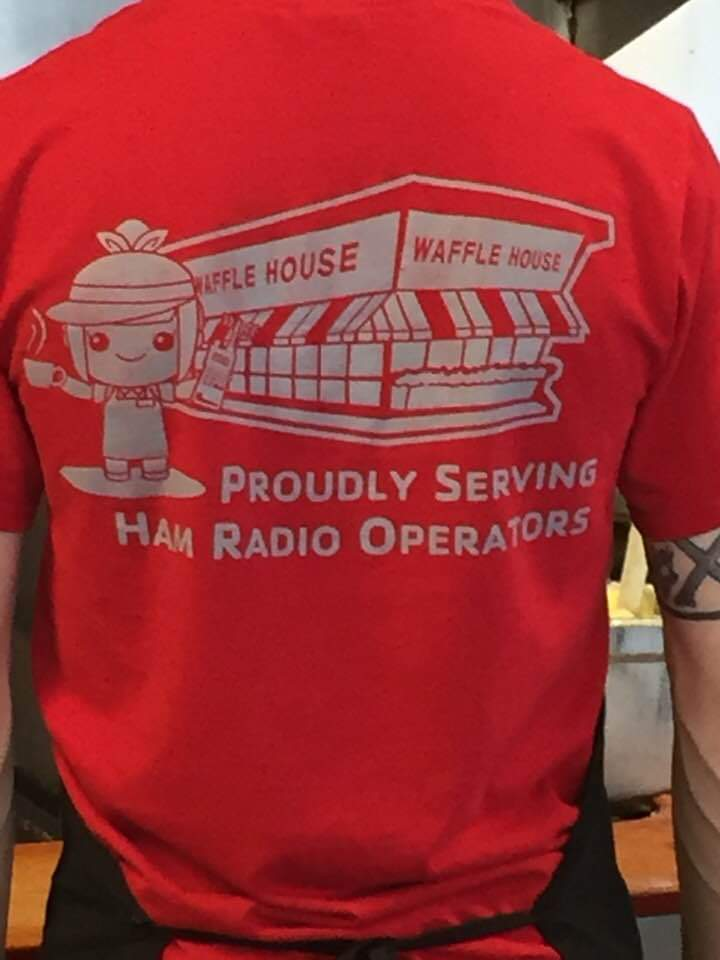 WAFFLE HOUSE
WAFFLE HOUSE
PROUDLY SERVING
HAM RADIO OPERATORS